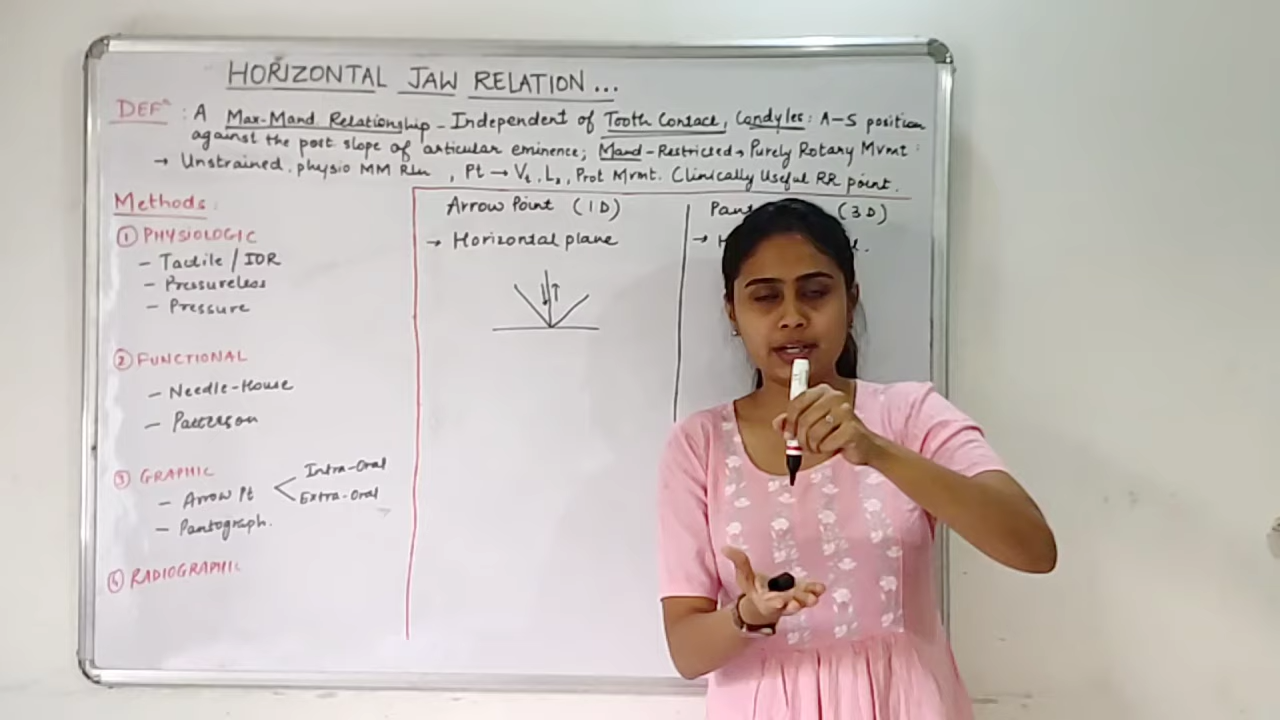 HORIZONTAL JAW RELATION...
DEFⁿ : A Max-Mand Relationship - Independent of Tooth Contact, Condyles: A-S position
against the post slope of articular eminence; Mand-Restricted → Purely Rotary Mvmt :
→ Unstrained, physio MM Rln , Pt → Vt, Lt, Prot Mvmt. Clinically Useful RR point.
Methods:
① PHYSIOLOGIC
- Tactile / IOR
- Pressureless
- Pressure
② FUNCTIONAL
- Needle-House
- Patterson
③ GRAPHIC
- Arrow Pt
Intra-Oral
Extra-Oral
- Pantograph.
④ RADIOGRAPHIC
Arrow Point (1D)
→ Horizontal plane
Pant (3D)
→ H